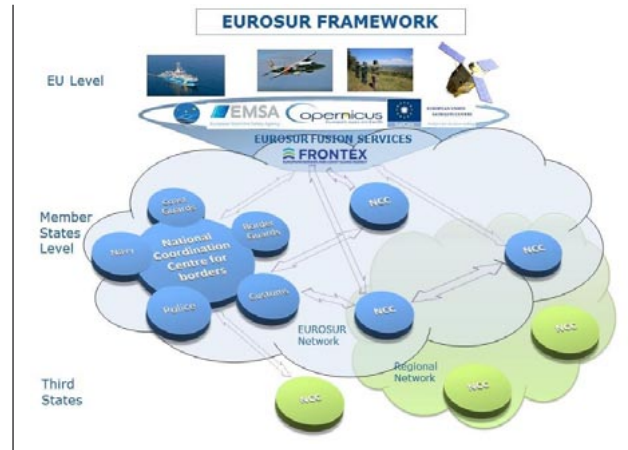 EUROSUR FRAMEWORK
EU Level
EMSA
opernicus
EUROSUR FUSION SERVICES
FRONTEX
Member
States
Level
Coast
Guards
Navy
National
Coordination
Centre for
borders
Border
Guards
Police
Customs
NCC
NCC
NCC
EUROSUR
Network
Regional
Network
Third
States
NCC
NCC
NCC